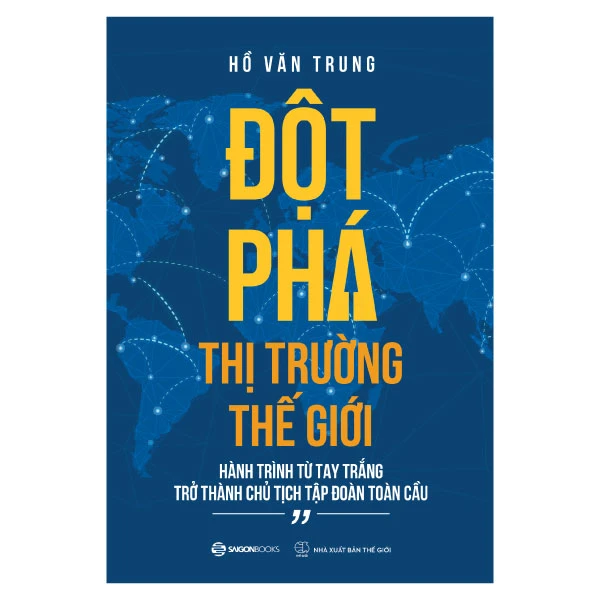 HỒ VĂN TRUNG
ĐỘT
PHÁ
THỊ TRƯỜNG
THẾ GIỚI
HÀNH TRÌNH TỪ TAY TRẮNG
TRỞ THÀNH CHỦ TỊCH TẬP ĐOÀN TOÀN CẦU
”
SAIGONBOOKS NHÀ XUẤT BẢN THẾ GIỚI